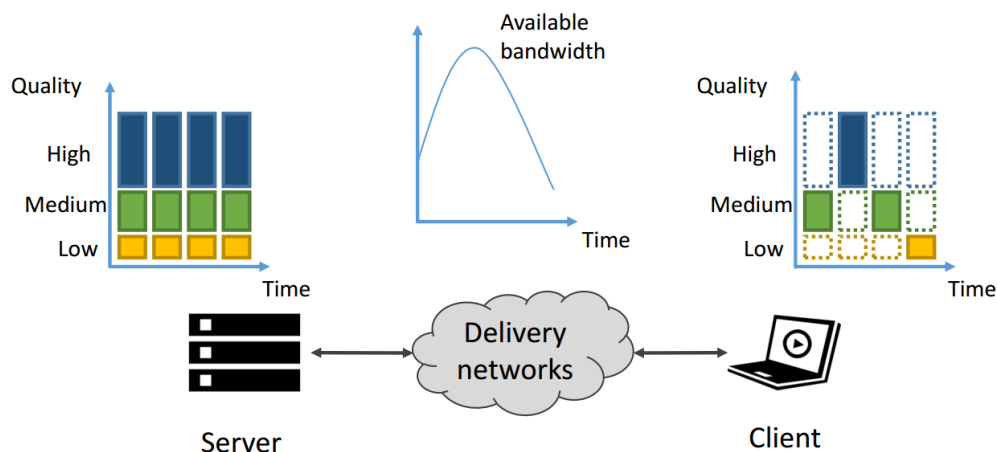 Quality
High
Medium
Low
Time
Available
bandwidth
Time
Quality
High
Medium
Low
Time
Delivery
networks
Server
Client